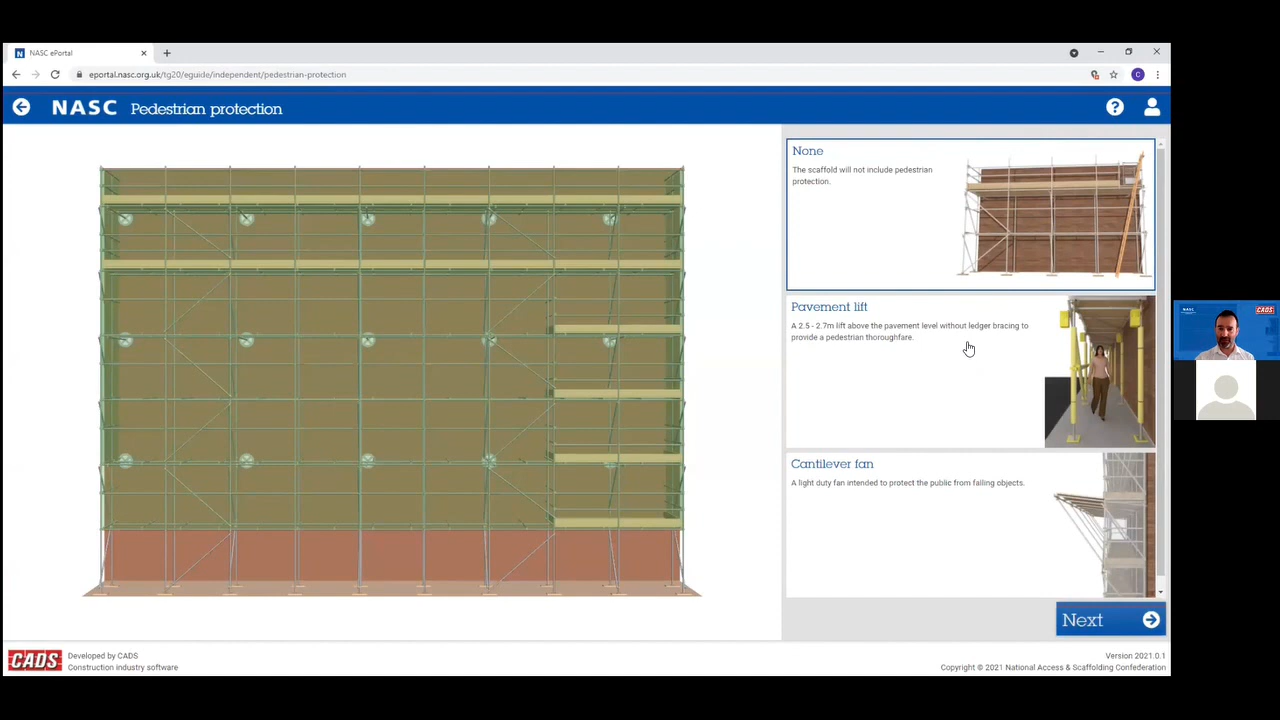 NASC ePortal
eportal.nasc.org.uk/tg20/eguide/independent/pedestrian-protection
C
NASC Pedestrian protection
None
The scaffold will not include pedestrian
protection.
Pavement lift
A 2.5 - 2.7m lift above the pavement level without ledger bracing to
provide a pedestrian thoroughfare.
Cantilever fan
A light duty fan intended to protect the public from falling objects.
Next
CADS
Developed by CADS
Construction industry software
Version 2021.0.1
Copyright © 2021 National Access & Scaffolding Confederation
NASC
CADS